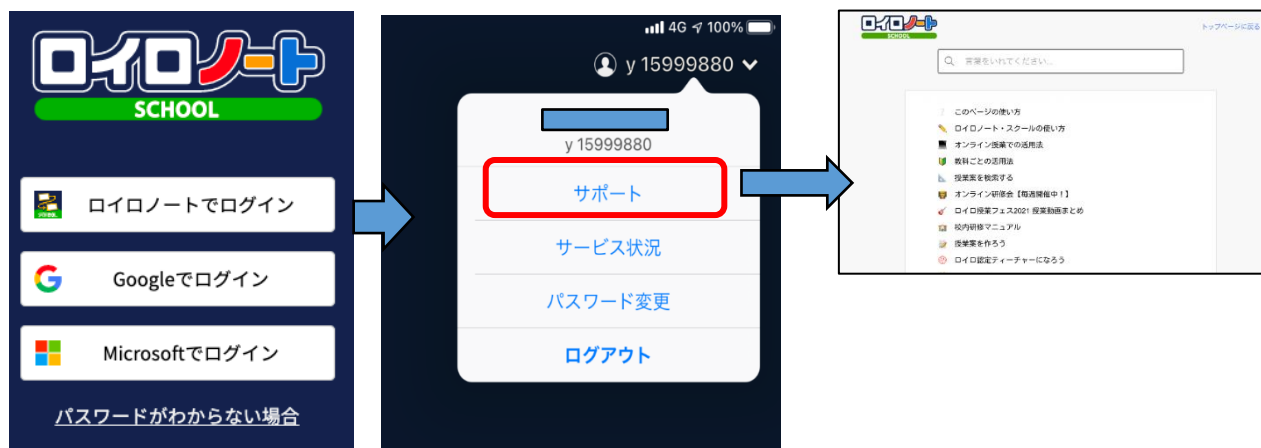 ロイロノート
SCHOOL
ロイロノートでログイン
Googleでログイン
Microsoftでログイン
パスワードがわからない場合
4G 100%
y 15999880
y 15999880
サポート
サービス状況
パスワード変更
ログアウト
ロイロノート
SCHOOL
トップページに戻る
言葉をいれてください...
このページの使い方
ロイロノート・スクールの使い方
オンライン授業での活用法
教科ごとの活用法
授業案を検索する
オンライン研修会【毎週開催中！】
ロイロ授業フェス2021 授業動画まとめ
校内研修マニュアル
授業案を作ろう
ロイロ認定ティーチャーになろう